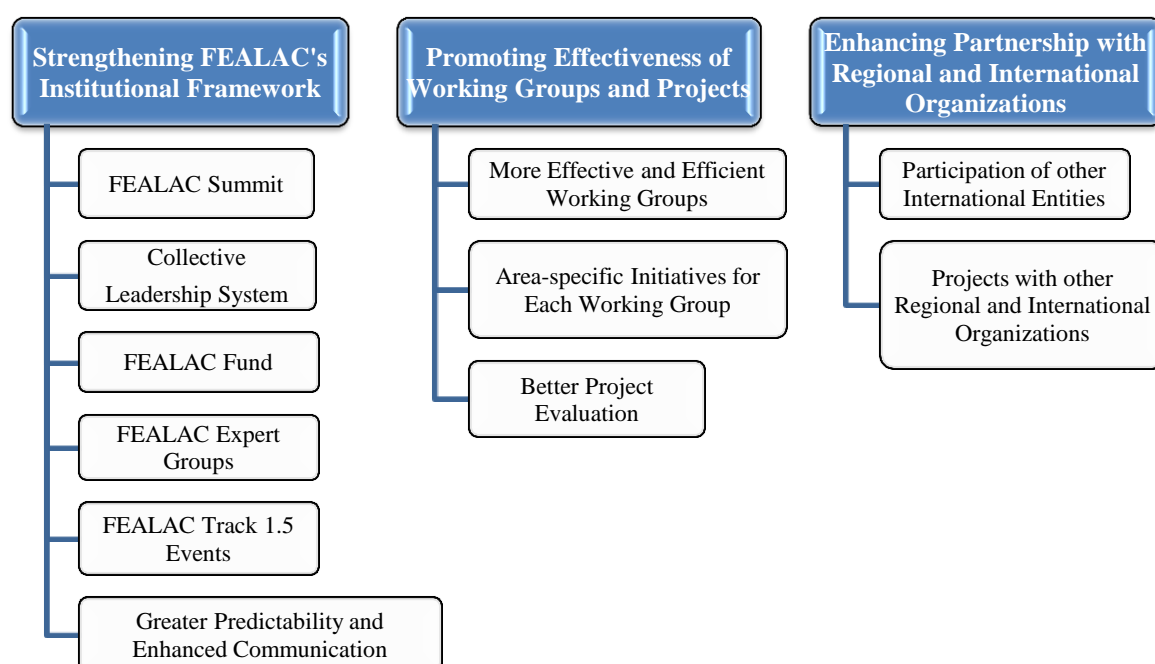 Strengthening FEALAC's
Institutional Framework
FEALAC Summit
Collective
Leadership System
FEALAC Fund
FEALAC Expert
Groups
FEALAC Track 1.5
Events
Greater Predictability and
Enhanced Communication
Promoting Effectiveness of
Working Groups and Projects
More Effective and Efficient
Working Groups
Area-specific Initiatives for
Each Working Group
Better Project
Evaluation
Enhancing Partnership with
Regional and International
Organizations
Participation of other
International Entities
Projects with other
Regional and International
Organizations